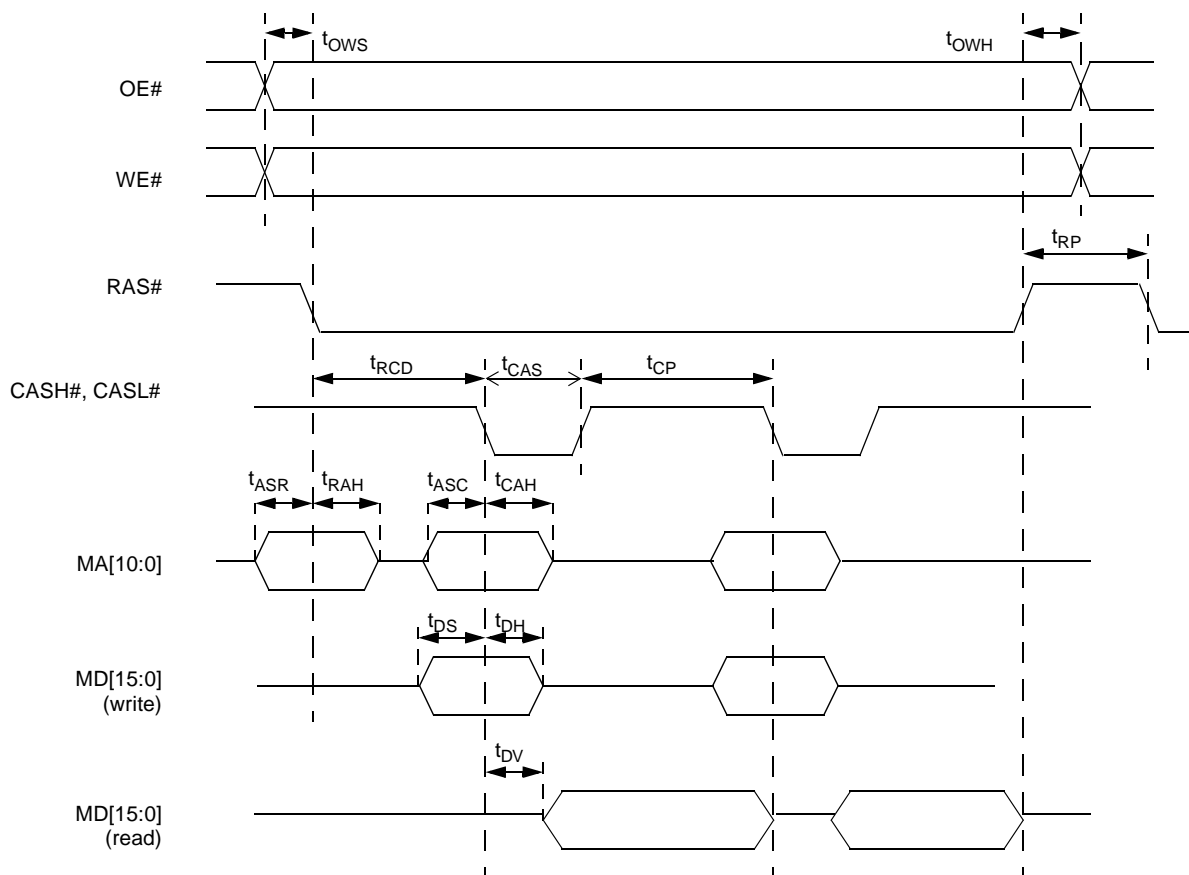 tOWS
tOWH
OE#
WE#
tRP
RAS#
tRCD
tCAS
tCP
CASH#, CASL#
tASR
tRAH
tASC
tCAH
MA[10:0]
tDS
tDH
MD[15:0]
(write)
tDV
MD[15:0]
(read)